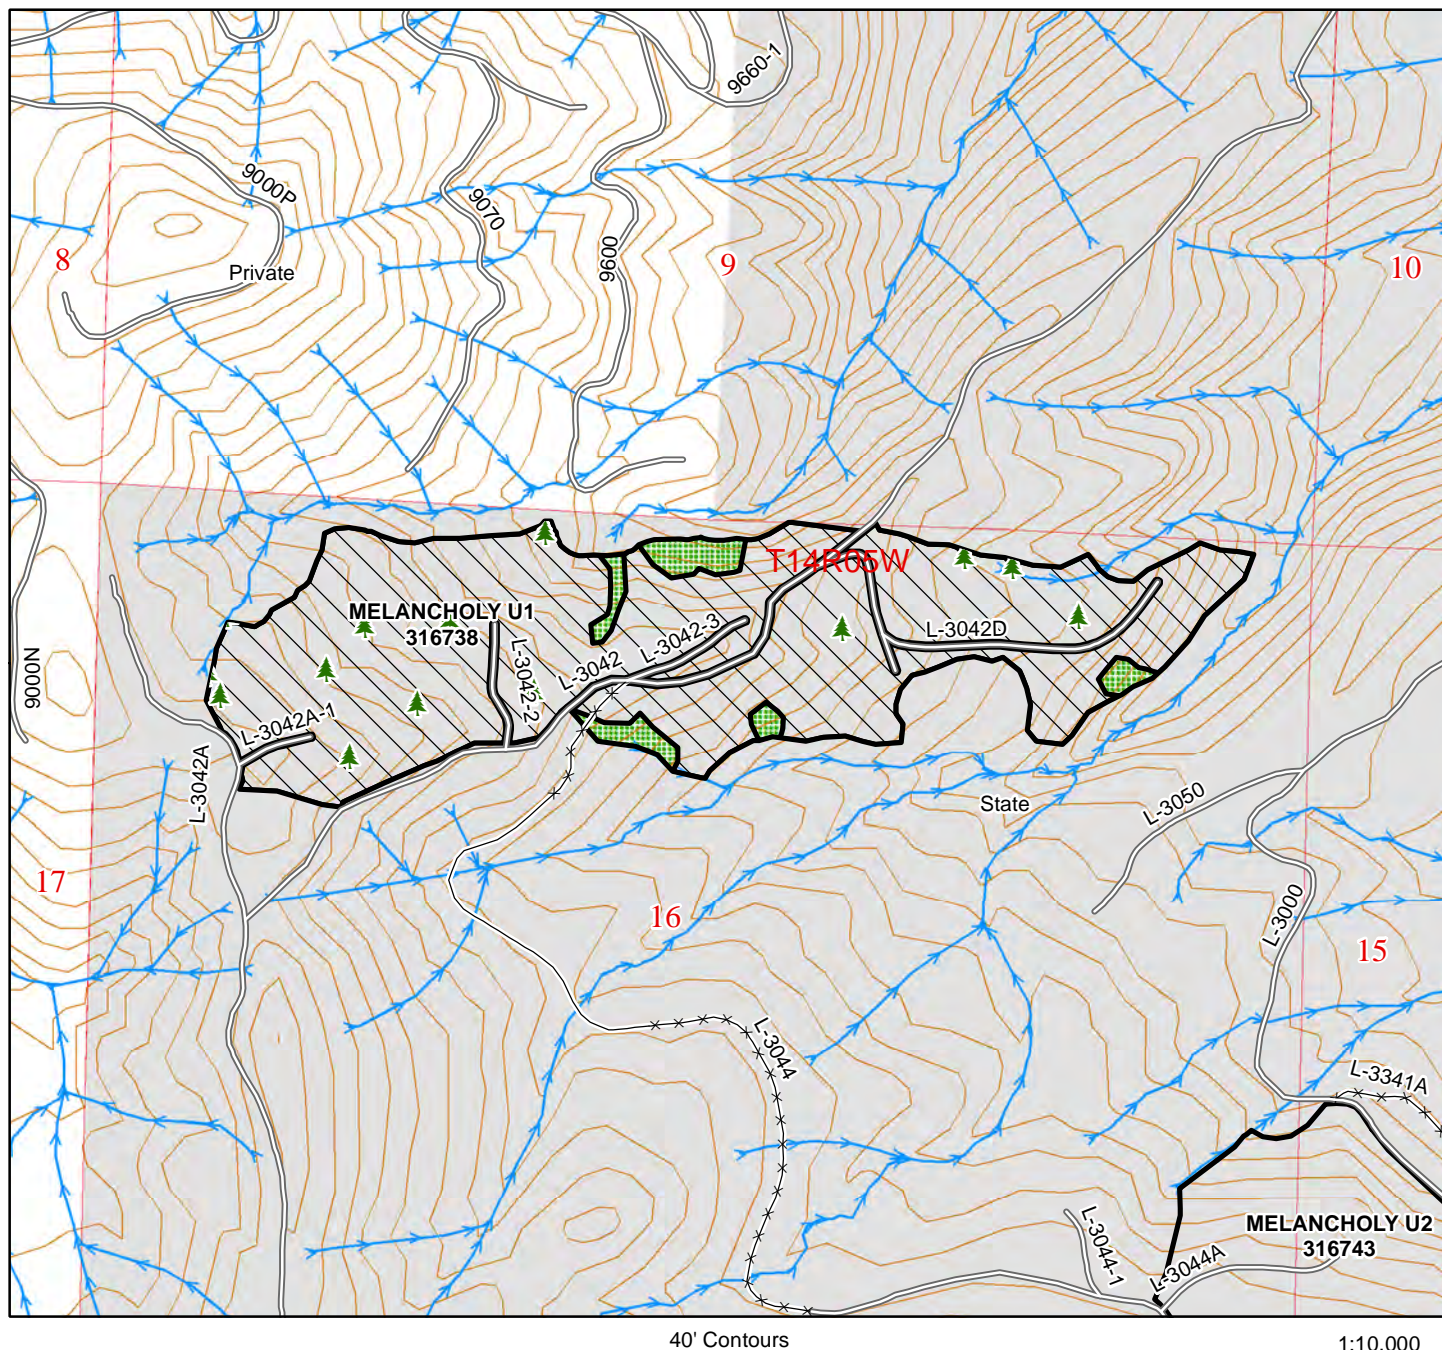 9660-1
9000P
9070
9600
8
Private
9
10
T14R05W
MELANCHOLY U1
316738
L-3042D
L-3042-3
L-3042
L-3042-2
9000N
L-3042A-1
L-3042A
State
L-3050
17
16
L-3000
15
L-3044
L-3341A
MELANCHOLY U2
316743
L-3044-1
L-3044A
40' Contours
1:10,000